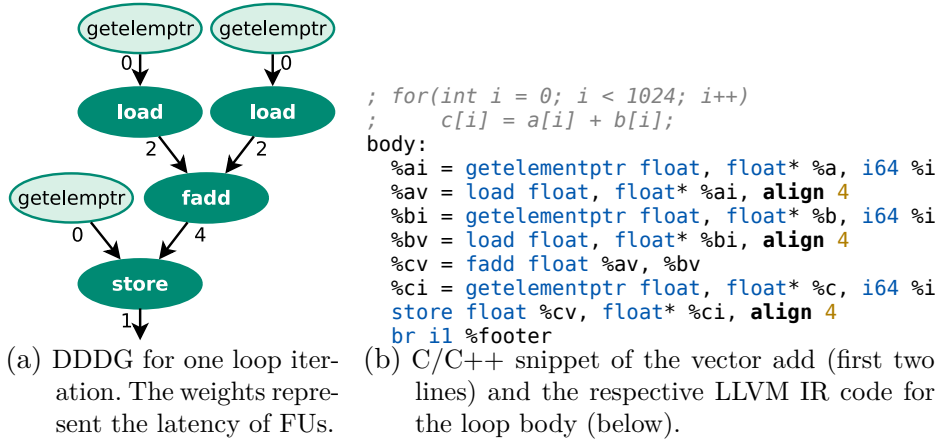 getelemptr
getelemptr
0
0
load
load
2
2
getelemptr
fadd
0
4
store
1
(a) DDDG for one loop iter-
ation. The weights repre-
sent the latency of FUs.
; for(int i = 0; i < 1024; i++)
;     c[i] = a[i] + b[i];
body:
%ai = getelementptr float, float* %a, i64 %i
%av = load float, float* %ai, align 4
%bi = getelementptr float, float* %b, i64 %i
%bv = load float, float* %bi, align 4
%cv = fadd float %av, %bv
%ci = getelementptr float, float* %c, i64 %i
store float %cv, float* %ci, align 4
br i1 %footer
(b) C/C++ snippet of the vector add (first two
lines) and the respective LLVM IR code for
the loop body (below).